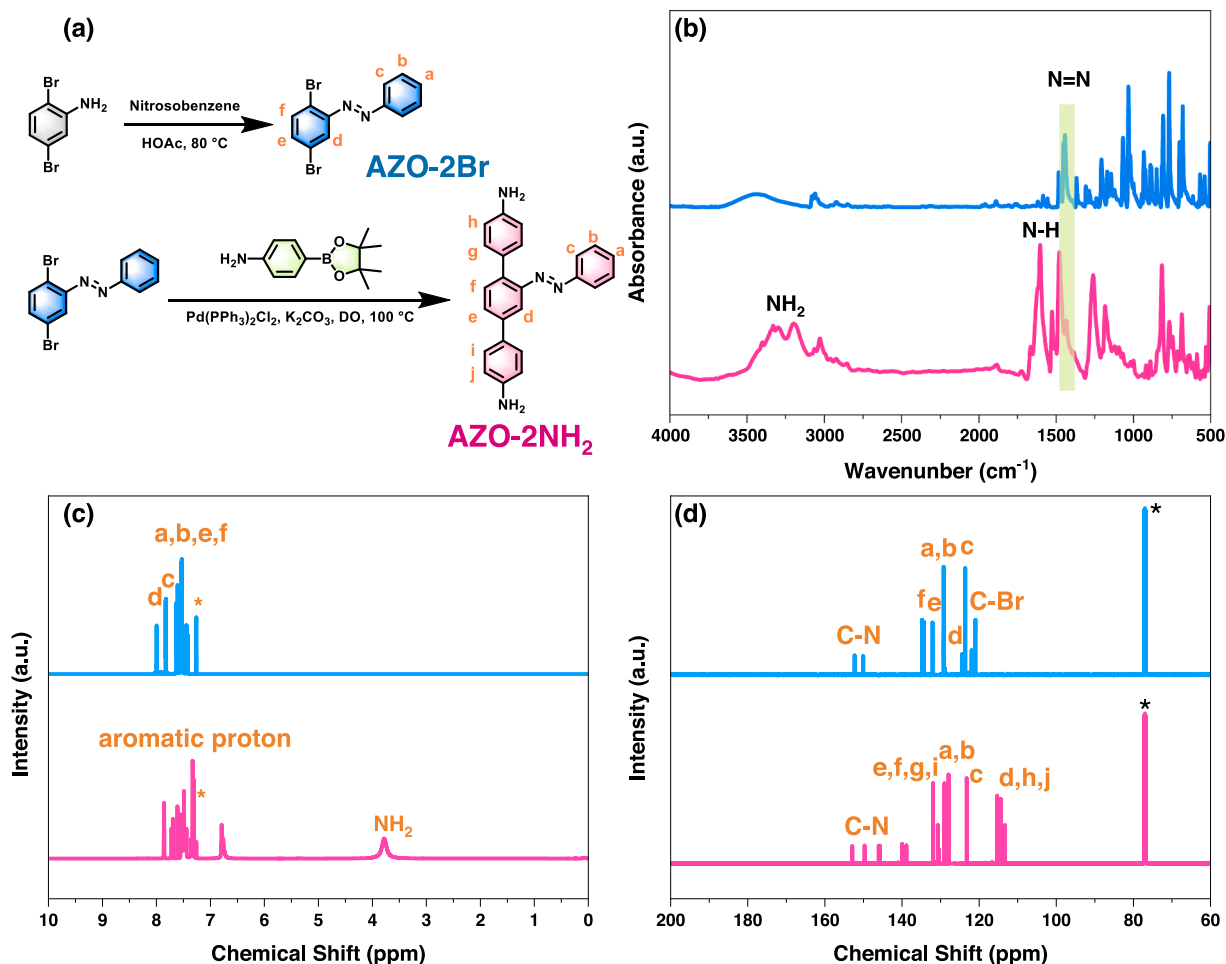 (a)
Br
NH2
Br
Nitrosobenzene
HOAc, 80 °C
Br
N
N
Br
c
b
a
f
e
d
AZO-2Br
Br
N
N
Br
NH2
B
O
O
Pd(PPh3)2Cl2, K2CO3, DO, 100 °C
NH2
h
g
f
e
d
N
N
c
b
a
i
j
NH2
AZO-2NH2
(b)
N=N
N-H
NH2
Absorbance (a.u.)
4000 3500 3000 2500 2000 1500 1000 500
Wavenunber (cm-1)
(c)
a,b,e,f
c
d
*
aromatic proton
*
NH2
Intensity (a.u.)
10 9 8 7 6 5 4 3 2 1 0
Chemical Shift (ppm)
(d)
*
a,b
c
f
e
C-Br
d
C-N
*
a,b
e,f,g,i
c
d,h,j
C-N
Intensity (a.u.)
200 180 160 140 120 100 80 60
Chemical Shift (ppm)